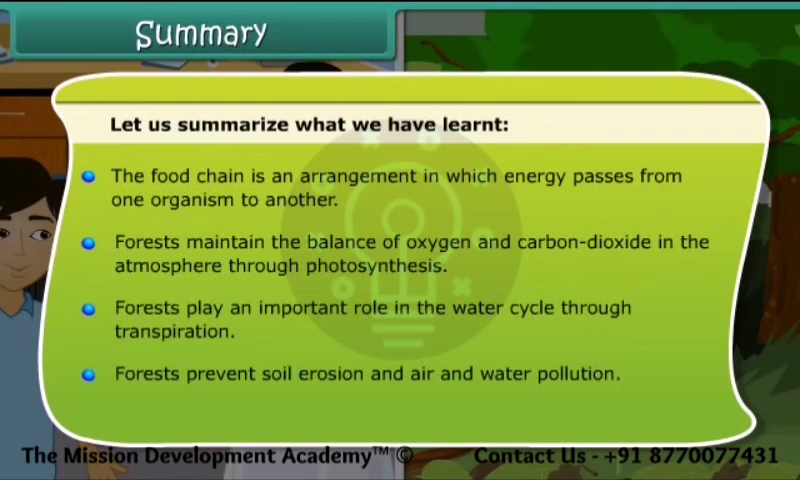 Summary
Let us summarize what we have learnt:
The food chain is an arrangement in which energy passes from
one organism to another.
Forests maintain the balance of oxygen and carbon-dioxide in the
atmosphere through photosynthesis.
Forests play an important role in the water cycle through
transpiration.
Forests prevent soil erosion and air and water pollution.
The Mission Development Academy™ © Contact Us - +91 8770077431